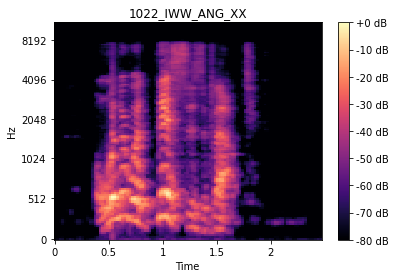 1022_IWW_ANG_XX
Hz
8192
4096
2048
1024
512
0
0
0.5
1
1.5
2
Time
+0 dB
-10 dB
-20 dB
-30 dB
-40 dB
-50 dB
-60 dB
-70 dB
-80 dB